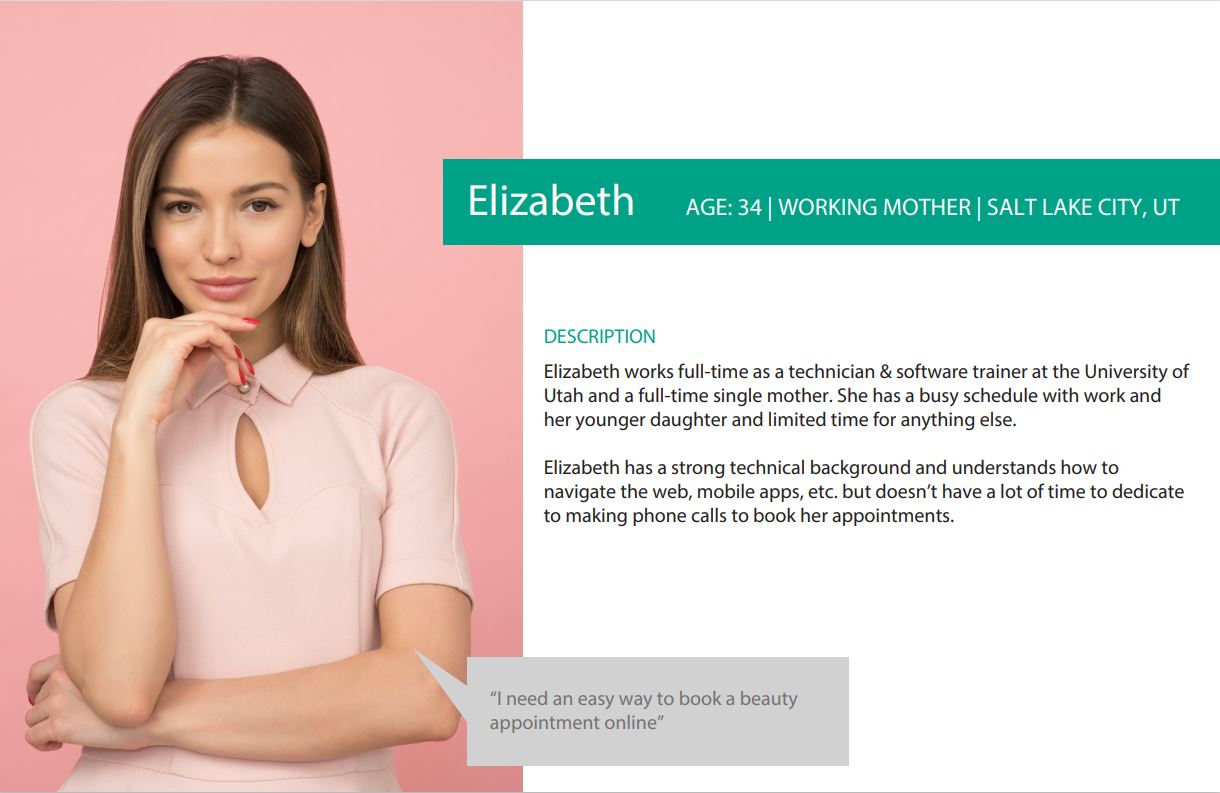 Elizabeth
AGE: 34 | WORKING MOTHER | SALT LAKE CITY, UT
DESCRIPTION
Elizabeth works full-time as a technician & software trainer at the University of
Utah and a full-time single mother. She has a busy schedule with work and
her younger daughter and limited time for anything else.
Elizabeth has a strong technical background and understands how to
navigate the web, mobile apps, etc. but doesn’t have a lot of time to dedicate
to making phone calls to book her appointments.
“I need an easy way to book a beauty
appointment online”